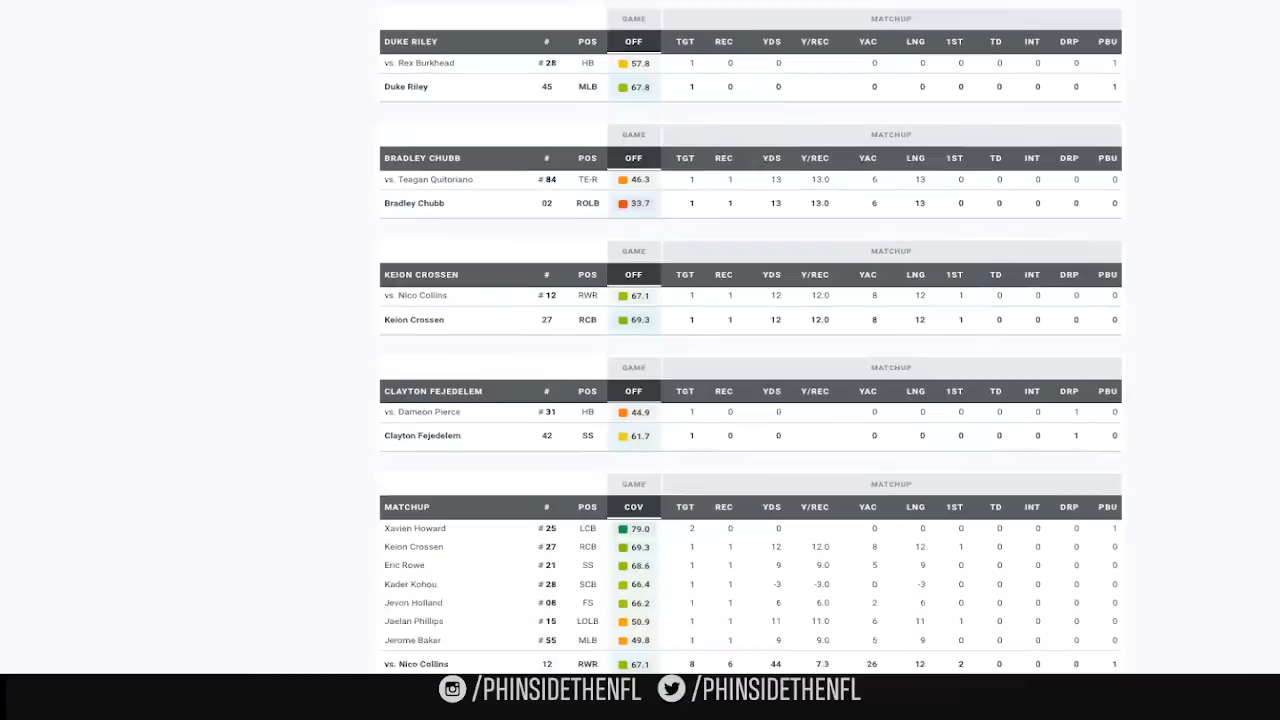 GAME MATCHUP
DUKE RILEY # POS OFF TGT REC YDS Y/REC YAC LNG 1ST TD INT DRP PBU
vs. Rex Burkhead # 28 HB 57.8 1 0 0 0 0 0 0 0 0 1
Duke Riley 45 MLB 67.8 1 0 0 0 0 0 0 0 0 1
GAME MATCHUP
BRADLEY CHUBB # POS OFF TGT REC YDS Y/REC YAC LNG 1ST TD INT DRP PBU
vs. Teagan Quitoriano # 84 TE-R 46.3 1 1 13 13.0 6 13 0 0 0 0 0
Bradley Chubb 02 ROLB 33.7 1 1 13 13.0 6 13 0 0 0 0 0
GAME MATCHUP
KEION CROSSEN # POS OFF TGT REC YDS Y/REC YAC LNG 1ST TD INT DRP PBU
vs. Nico Collins # 12 RWR 67.1 1 1 12 12.0 8 12 1 0 0 0 0
Keion Crossen 27 RCB 69.3 1 1 12 12.0 8 12 1 0 0 0 0
GAME MATCHUP
CLAYTON FEJEDELEM # POS OFF TGT REC YDS Y/REC YAC LNG 1ST TD INT DRP PBU
vs. Dameon Pierce # 31 HB 44.9 1 0 0 0 0 0 0 0 1 0
Clayton Fejedelem 42 SS 61.7 1 0 0 0 0 0 0 0 1 0
GAME MATCHUP
MATCHUP # POS COV TGT REC YDS Y/REC YAC LNG 1ST TD INT DRP PBU
Xavien Howard # 25 LCB 79.0 2 0 0 0 0 0 0 0 0 1
Keion Crossen # 27 RCB 69.3 1 1 12 12.0 8 12 1 0 0 0 0
Eric Rowe # 21 SS 68.6 1 1 9 9.0 5 9 0 0 0 0 0
Kader Kohou # 28 SCB 66.4 1 1 -3 -3.0 0 -3 0 0 0 0 0
Jevon Holland # 08 FS 66.2 1 1 6 6.0 2 6 0 0 0 0 0
Jaelan Phillips # 15 LOLB 50.9 1 1 11 11.0 6 11 1 0 0 0 0
Jerome Baker # 55 MLB 49.8 1 1 9 9.0 5 9 0 0 0 0 0
vs. Nico Collins 12 RWR 67.1 8 6 44 7.3 26 12 2 0 0 0 1
/PHINSIDETHENFL /PHINSIDETHENFL